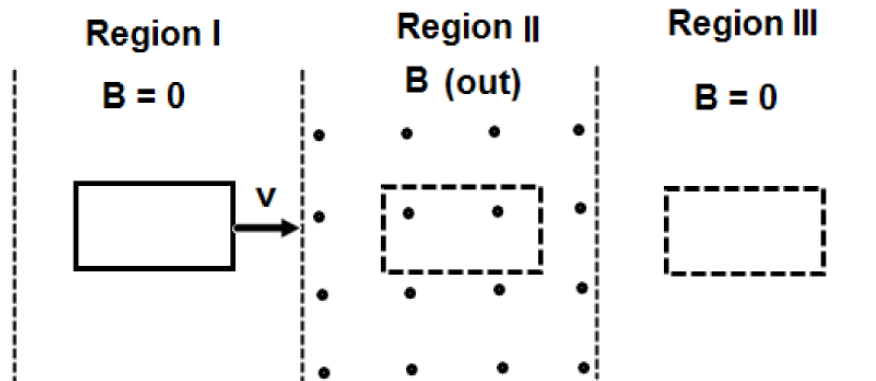 Region I
Region II
Region III
B = 0
B (out)
B = 0
v